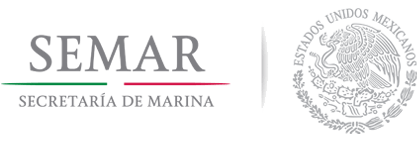 SEMAR
SECRETARÍA DE MARINA
ESTADOS UNIDOS MEXICANOS